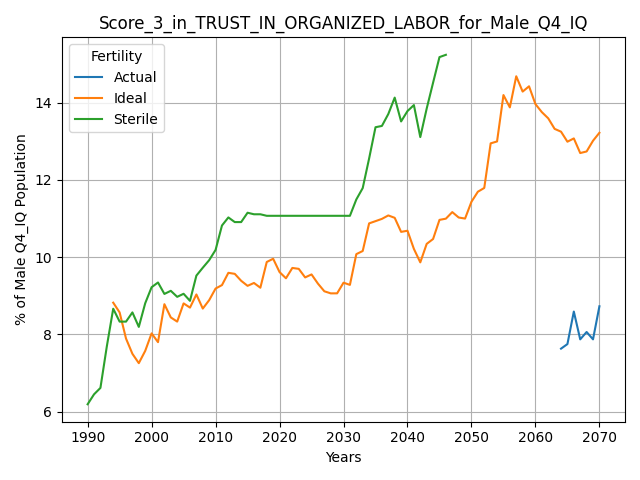 Score_3_in_TRUST_IN_ORGANIZED_LABOR_for_Male_Q4_IQ
Fertility
Actual
Ideal
Sterile
% of Male Q4_IQ Population
14
12
10
8
6
1990 2000 2010 2020 2030 2040 2050 2060 2070
Years